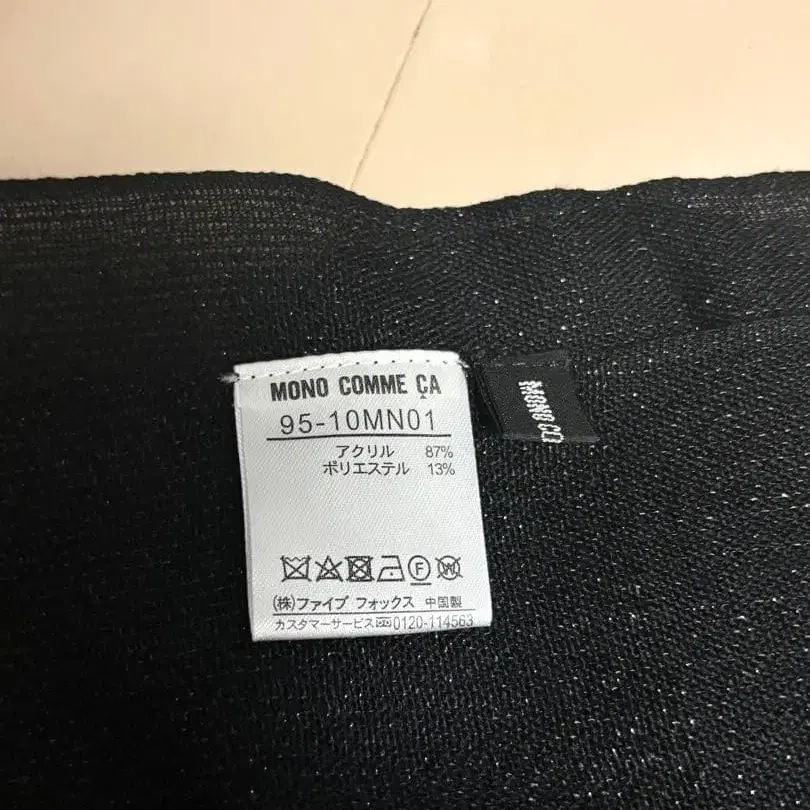 MONO COMME ÇA
95-10MN01
アクリル 87%
ポリエステル 13%
F W
(株)ファイブ フォックス 中国製
カスタマーサービス 0120-114563
MONO CO